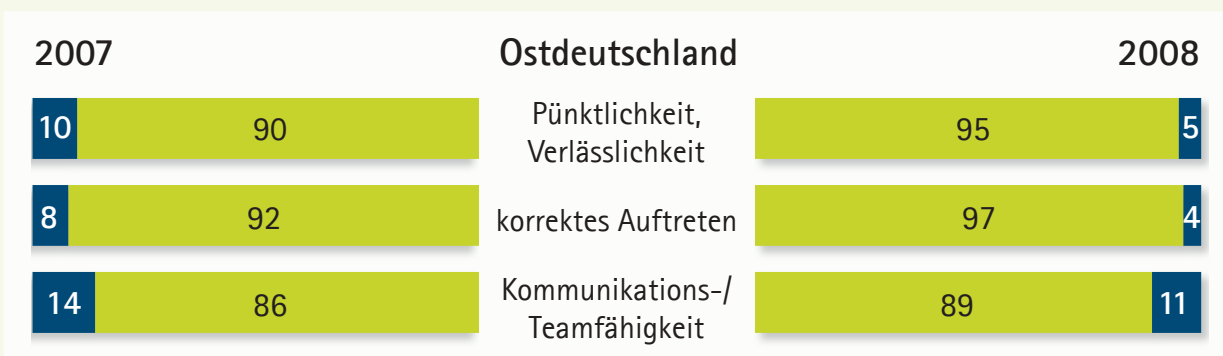 2007 Ostdeutschland 2008
10 90 Pünktlichkeit, 95 5
Verlässlichkeit
8 92 korrektes Auftreten 97 4
14 86 Kommunikations-/ 89 11
Teamfähigkeit